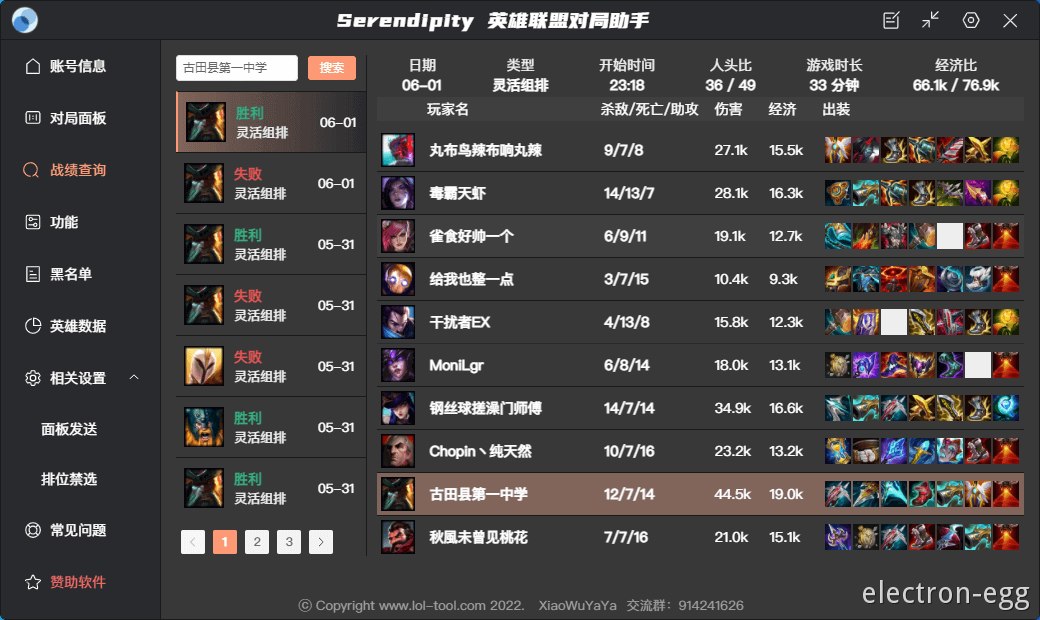 Serendipity 英雄联盟对局助手
账号信息
对局面板
战绩查询
功能
黑名单
英雄数据
相关设置
面板发送
排位禁选
常见问题
赞助软件
古田县第一中学 搜索
胜利
灵活组排 06-01
失败
灵活组排 06-01
胜利
灵活组排 05-31
失败
灵活组排 05-31
失败
灵活组排 05-31
胜利
灵活组排 05-31
胜利
灵活组排 05-31
1 2 3
日期 类型 开始时间 人头比 游戏时长 经济比
06-01 灵活组排 23:18 36 / 49 33 分钟 66.1k / 76.9k
玩家名 杀敌/死亡/助攻 伤害 经济 出装
丸布鸟辣布响丸辣 9/7/8 27.1k 15.5k
毒霸天虾 14/13/7 28.1k 16.3k
雀食好帅一个 6/9/11 19.1k 12.7k
给我也整一点 3/7/15 10.4k 9.3k
干扰者EX 4/13/8 15.8k 12.3k
MoniLgr 6/8/14 18.0k 13.1k
钢丝球搓澡门师傅 14/7/14 34.9k 16.6k
Chopin丶纯天然 10/7/16 23.2k 13.2k
古田县第一中学 12/7/14 44.5k 19.0k
秋風未曾见桃花 7/7/16 21.0k 15.1k
© Copyright www.lol-tool.com 2022. XiaoWuYaYa 交流群：914241626
electron-egg